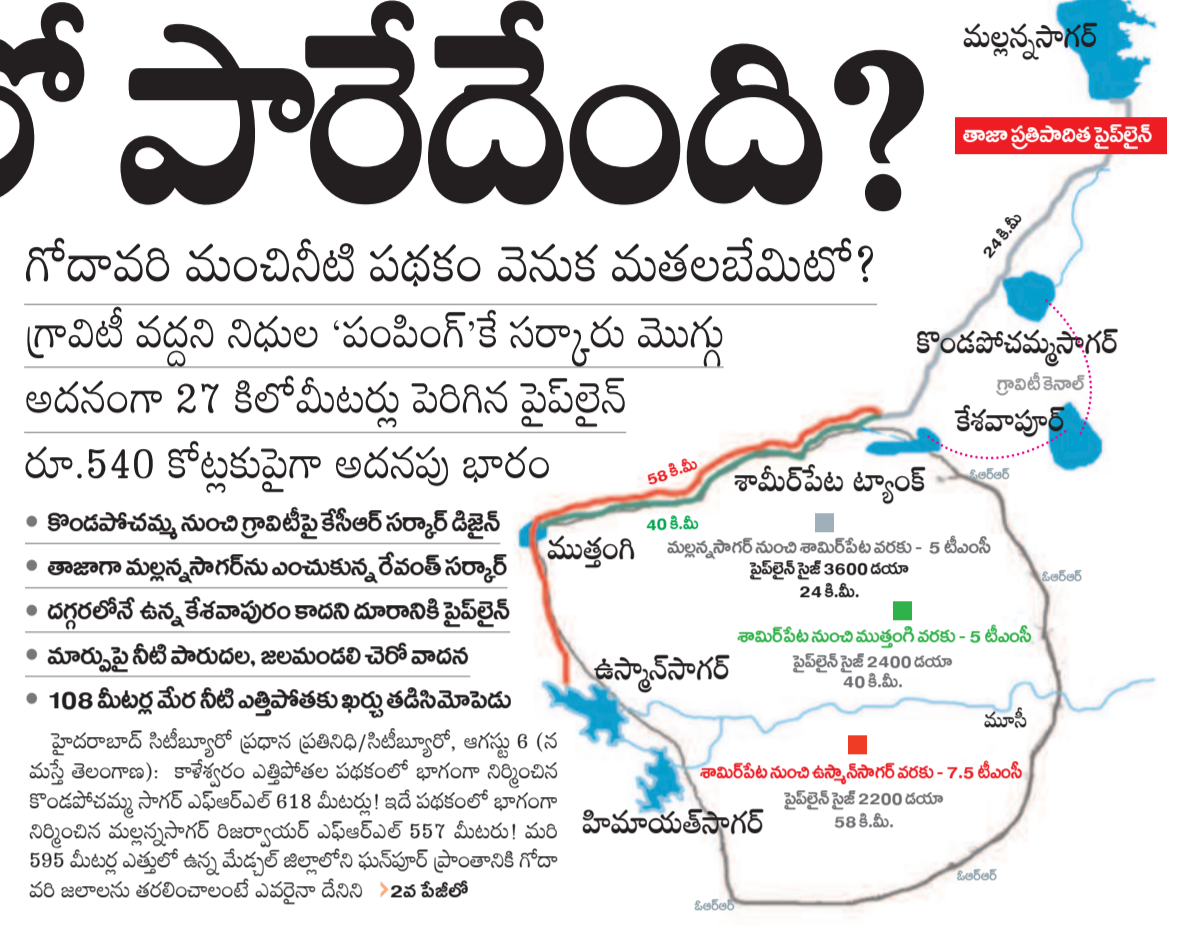 పారేదేంది?
గోదావరి మంచినీటి పథకం వెనుక మతలబేమిటో?
గ్రావిటీ వద్దని నిధుల ‘పంపింగ్’కే సర్కారు మొగ్గు
అదనంగా 27 కిలోమీటర్లు పెరిగిన పైప్‌లైన్
రూ.540 కోట్లకుపైగా అదనపు భారం
• కొండపోచమ్మ నుంచి గ్రావిటీపై కేసీఆర్ సర్కార్ డిజైన్
• తాజాగా మల్లన్నసాగర్‌ను ఎంచుకున్న రేవంత్ సర్కార్
• దగ్గరలోనే ఉన్న కేశవాపురం కాదని దూరానికి పైప్‌లైన్
• మార్పుపై నీటి పారుదల, జలమండలి చెరో వాదన
• 108 మీటర్ల మేర నీటి ఎత్తిపోతకు ఖర్చు తడిసిమోపెడు
హైదరాబాద్ సిటీబ్యూరో ప్రధాన ప్రతినిధి/సిటీబ్యూరో, ఆగస్టు 6 (న
మస్తే తెలంగాణ): కాళేశ్వరం ఎత్తిపోతల పథకంలో భాగంగా నిర్మించిన
కొండపోచమ్మ సాగర్ ఎఫ్ఆర్ఎల్ 618 మీటర్లు! ఇదే పథకంలో భాగంగా
నిర్మించిన మల్లన్నసాగర్ రిజర్వాయర్ ఎఫ్ఆర్ఎల్ 557 మీటరు! మరి
595 మీటర్ల ఎత్తులో ఉన్న మేడ్చల్ జిల్లాలోని ఘన్‌పూర్ ప్రాంతానికి గోదా
వరి జలాలను తరలించాలంటే ఎవరైనా దేనిని >2వ పేజీలో
మల్లన్నసాగర్
తాజా ప్రతిపాదిత పైప్‌లైన్
24 కి.మీ
కొండపోచమ్మసాగర్
గ్రావిటీ కెనాల్
కేశవాపూర్
58 కి.మీ
శామీర్‌పేట ట్యాంక్
ఓఆర్ఆర్
40 కి.మీ
ముత్తంగి
మల్లన్నసాగర్ నుంచి శామిర్‌పేట వరకు - 5 టీఎంసీ
పైప్‌లైన్ సైజ్ 3600 డయా
24 కి.మీ.
ఓఆర్ఆర్
శామిర్‌పేట నుంచి ముత్తంగి వరకు - 5 టీఎంసీ
పైప్‌లైన్ సైజ్ 2400 డయా
40 కి.మీ.
ఉస్మాన్‌సాగర్
మూసీ
శామిర్‌పేట నుంచి ఉస్మాన్‌సాగర్ వరకు - 7.5 టీఎంసీ
పైప్‌లైన్ సైజ్ 2200 డయా
58 కి.మీ.
హిమాయత్‌సాగర్
ఓఆర్ఆర్
ఓఆర్ఆర్